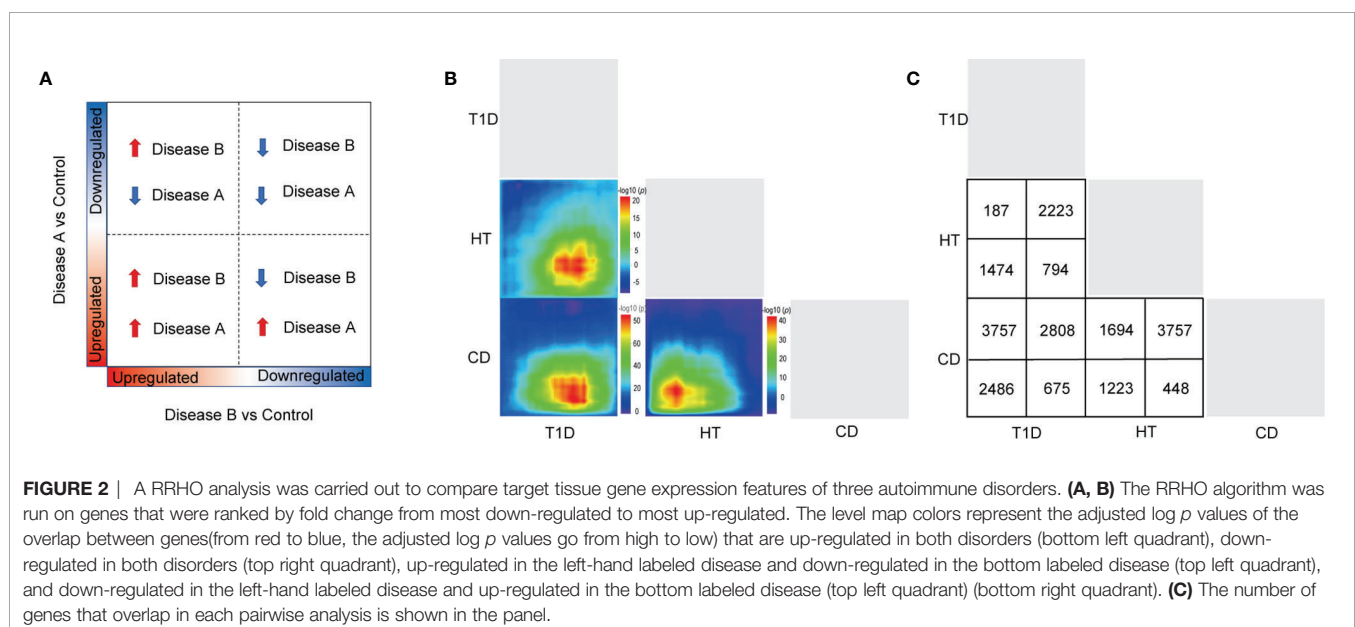 A
Disease A vs Control
Downregulated
Upregulated
Disease B
Disease A
Disease B
Disease A
Disease B
Disease A
Disease B
Disease A
Upregulated
Downregulated
Disease B vs Control
B
T1D
HT
-log10 (p)
20
15
10
5
0
-5
CD
-log10 (p)
50
60
40
20
0
-log10 (p)
40
30
20
10
0
T1D
HT
CD
C
T1D
HT
187 2223
1474 794
CD
3757 2808 1694 3757
2486 675 1223 448
T1D
HT
CD
FIGURE 2 | A RRHO analysis was carried out to compare target tissue gene expression features of three autoimmune disorders. (A, B) The RRHO algorithm was
run on genes that were ranked by fold change from most down-regulated to most up-regulated. The level map colors represent the adjusted log p values of the
overlap between genes(from red to blue, the adjusted log p values go from high to low) that are up-regulated in both disorders (bottom left quadrant), down-
regulated in both disorders (top right quadrant), up-regulated in the left-hand labeled disease and down-regulated in the bottom labeled disease (top left quadrant),
and down-regulated in the left-hand labeled disease and up-regulated in the bottom labeled disease (top left quadrant) (bottom right quadrant). (C) The number of
genes that overlap in each pairwise analysis is shown in the panel.